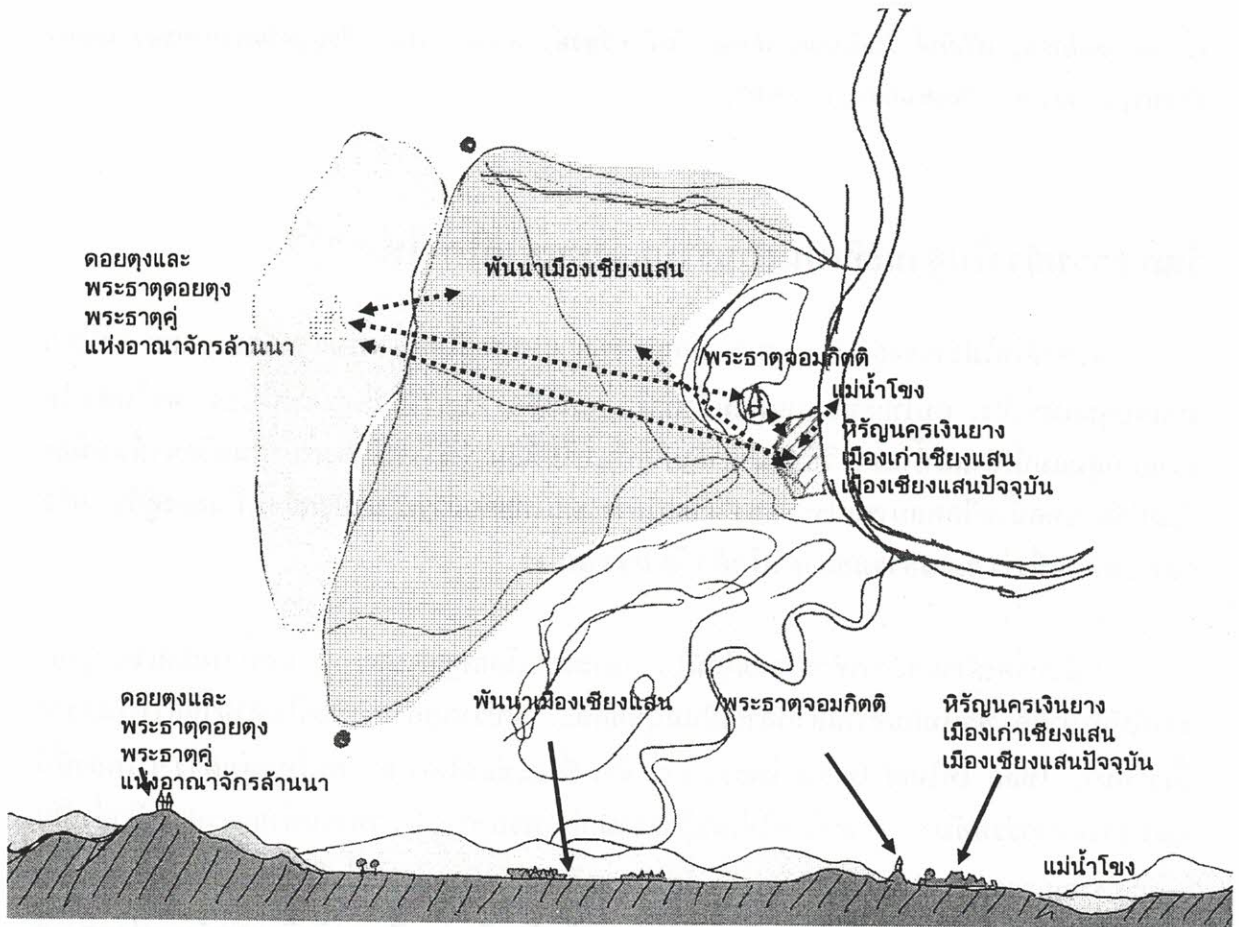 ดอยตุงและ
พระธาตุดอยตุง
พระธาตุคู่
แห่งอาณาจักรล้านนา
พันนาเมืองเชียงแสน
/พระธาตุจอมกิตติ
แม่น้ำโขง
หิรัญนครเงินยาง
เมืองเก่าเชียงแสน
เมืองเชียงแสนปัจจุบัน
ดอยตุงและ
พระธาตุดอยตุง
พระธาตุคู่
แห่งอาณาจักรล้านนา
พันนาเมืองเชียงแสน
/พระธาตุจอมกิตติ
หิรัญนครเงินยาง
เมืองเก่าเชียงแสน
เมืองเชียงแสนปัจจุบัน
แม่น้ำโขง